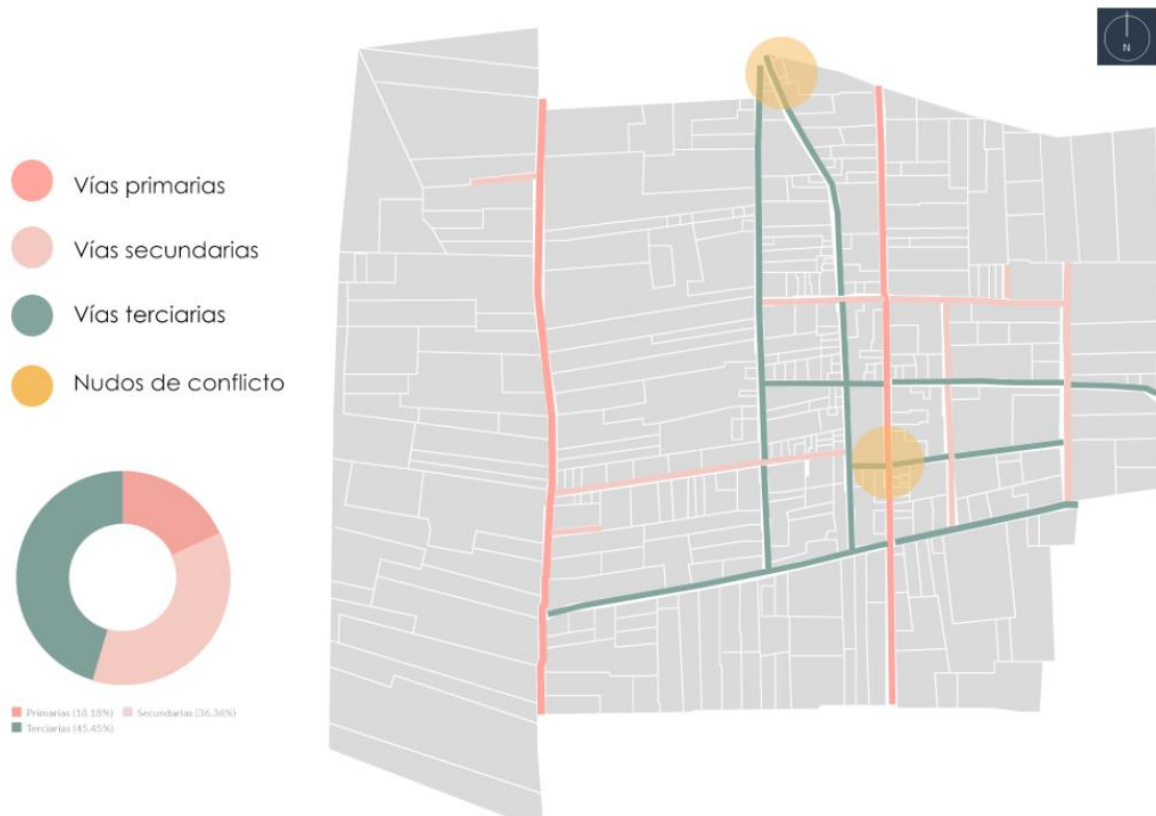 N
Vías primarias
Vías secundarias
Vías terciarias
Nudos de conflicto
Primarias (18.18%) Secundarias (36.36%)
Terciarias (45.45%)